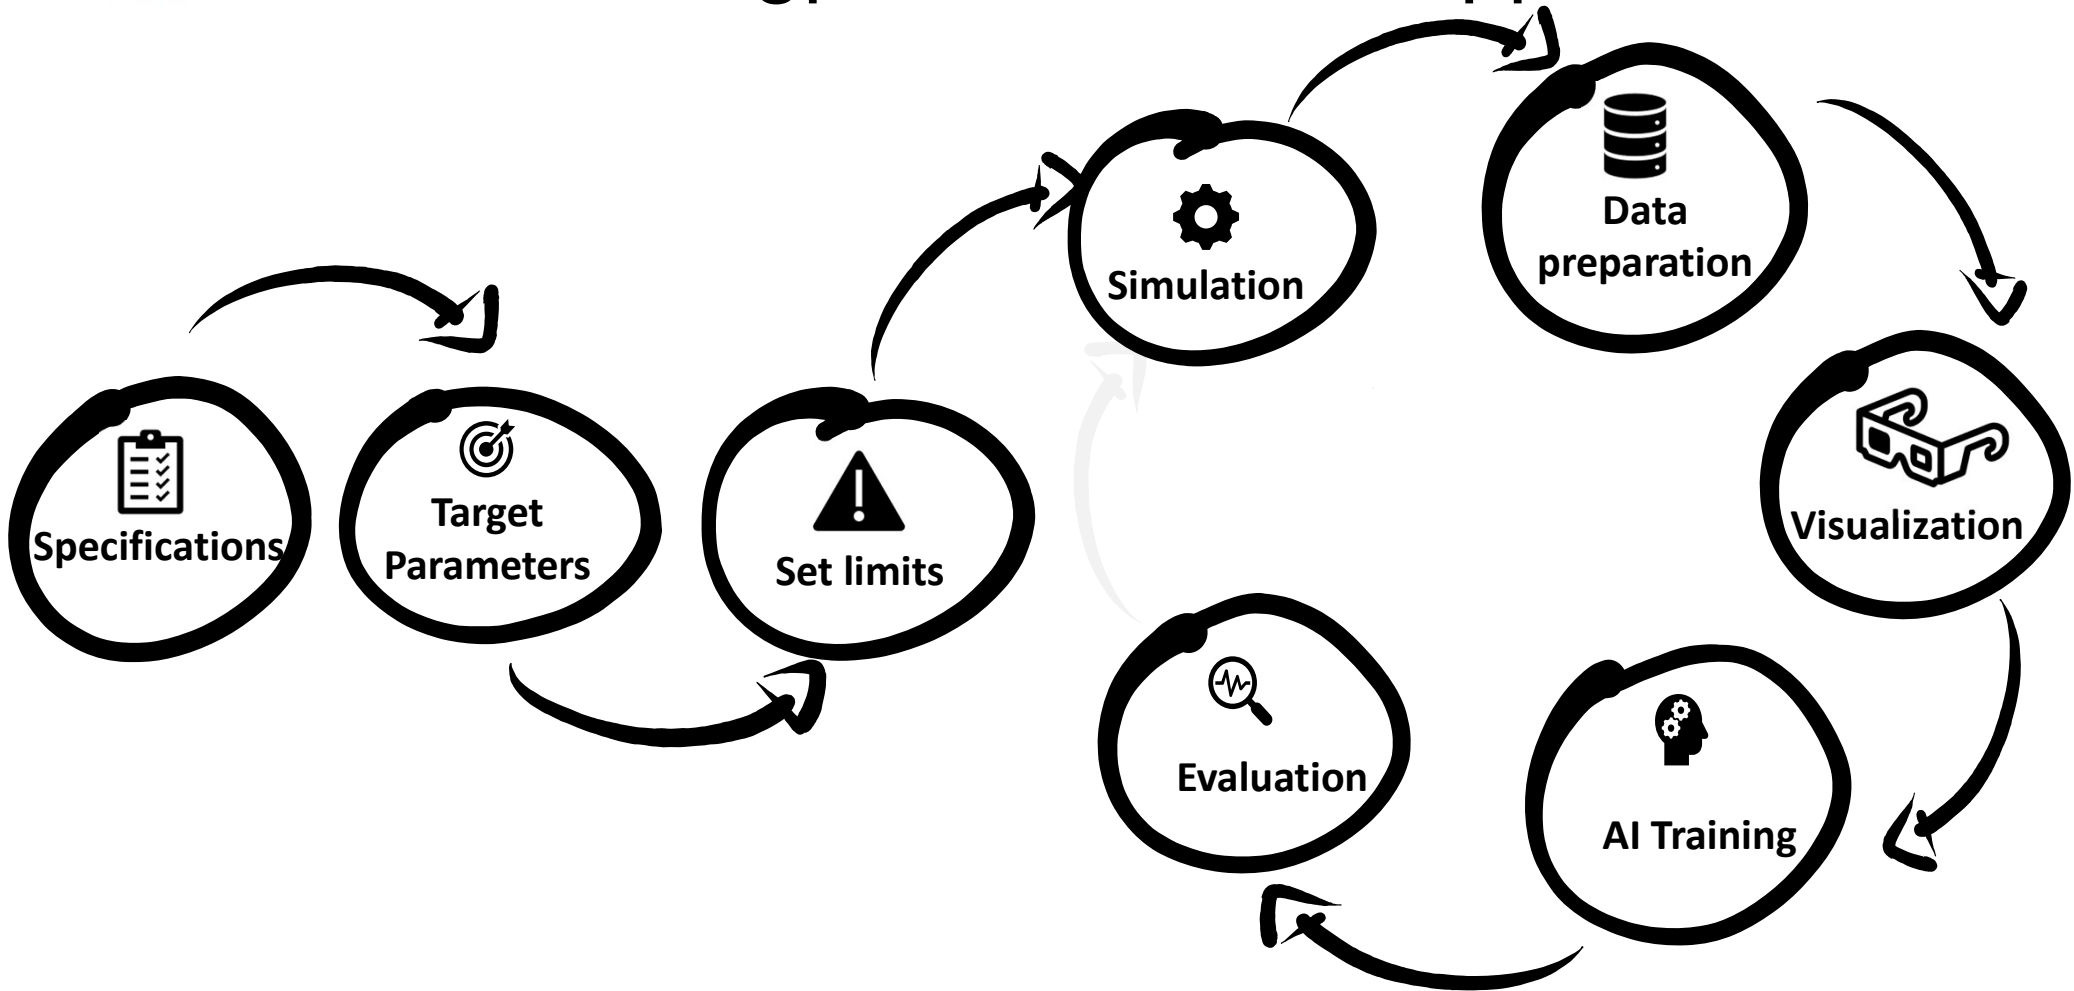 Specifications
Target
Parameters
Set limits
Simulation
Data
preparation
Visualization
AI Training
Evaluation